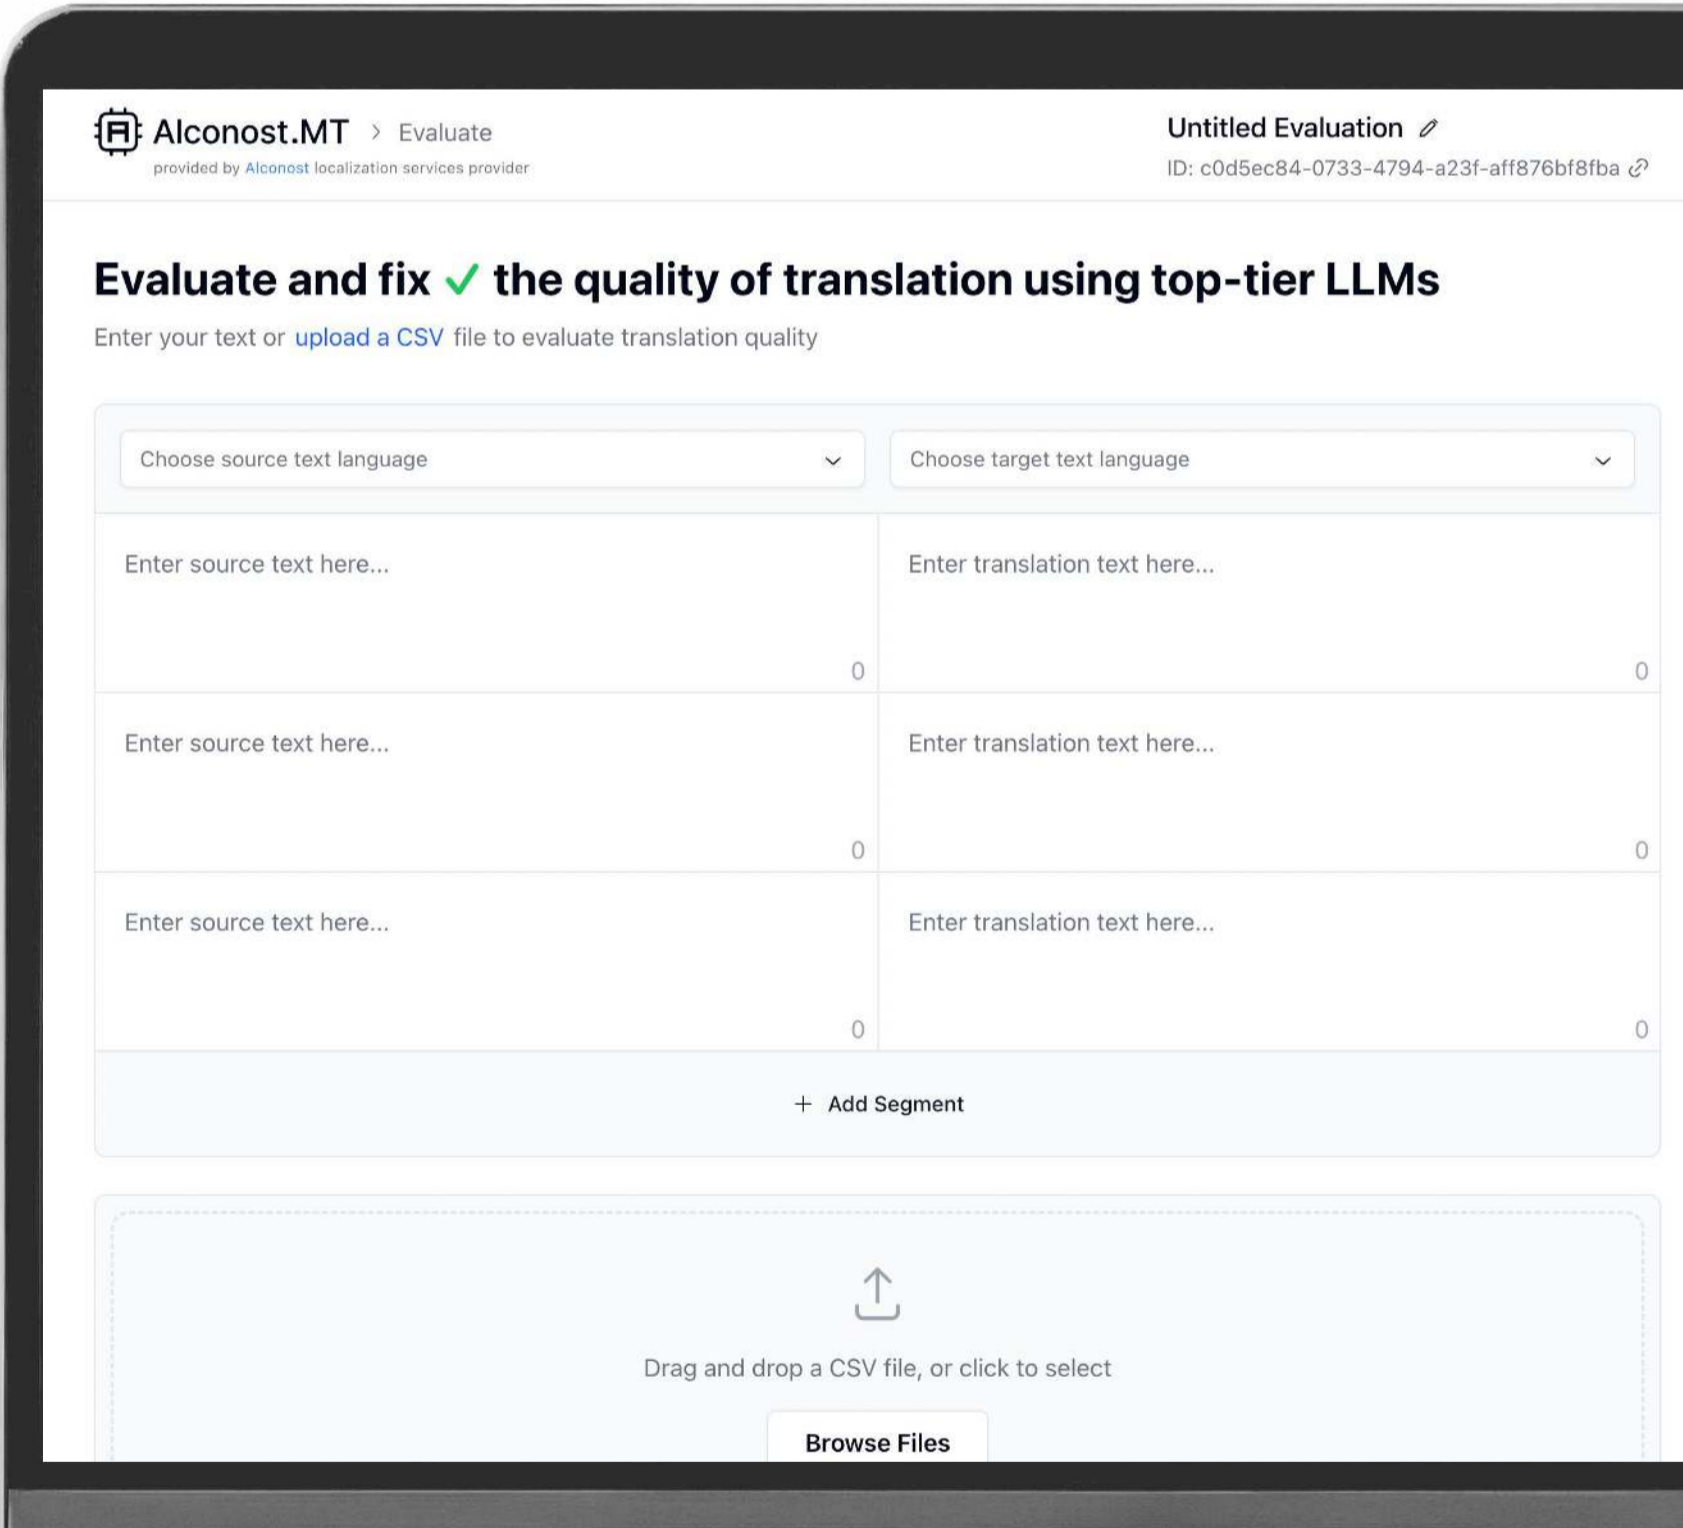 Alconost.MT > Evaluate
provided by Alconost localization services provider
Untitled Evaluation
ID: c0d5ec84-0733-4794-a23f-aff876bf8fba
Evaluate and fix ✓ the quality of translation using top-tier LLMs
Enter your text or upload a CSV file to evaluate translation quality
Choose source text language
Choose target text language
Enter source text here...
Enter translation text here...
0
0
Enter source text here...
Enter translation text here...
0
0
Enter source text here...
Enter translation text here...
0
0
+ Add Segment
Drag and drop a CSV file, or click to select
Browse Files